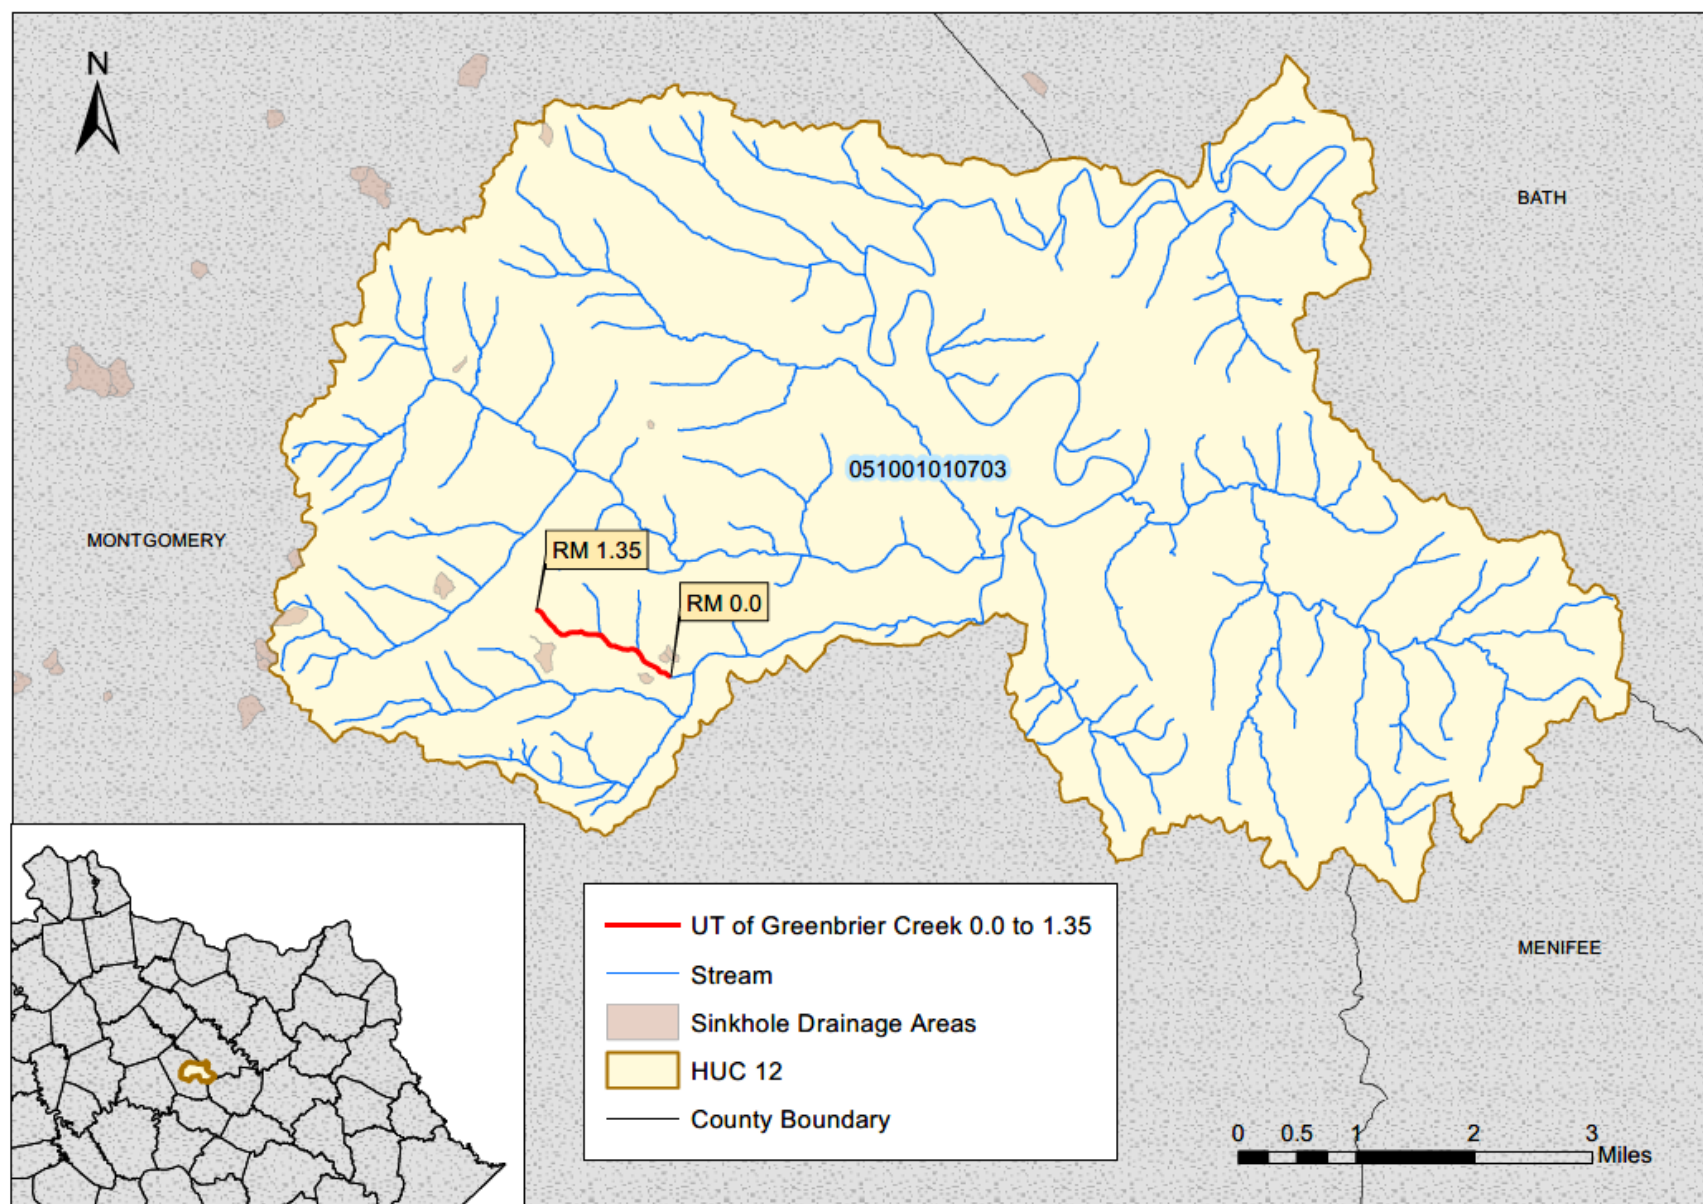 N
BATH
051001010703
MONTGOMERY
RM 1.35
RM 0.0
UT of Greenbrier Creek 0.0 to 1.35
Stream
Sinkhole Drainage Areas
HUC 12
County Boundary
MENIFEE
0 0.5 1 2 3
Miles